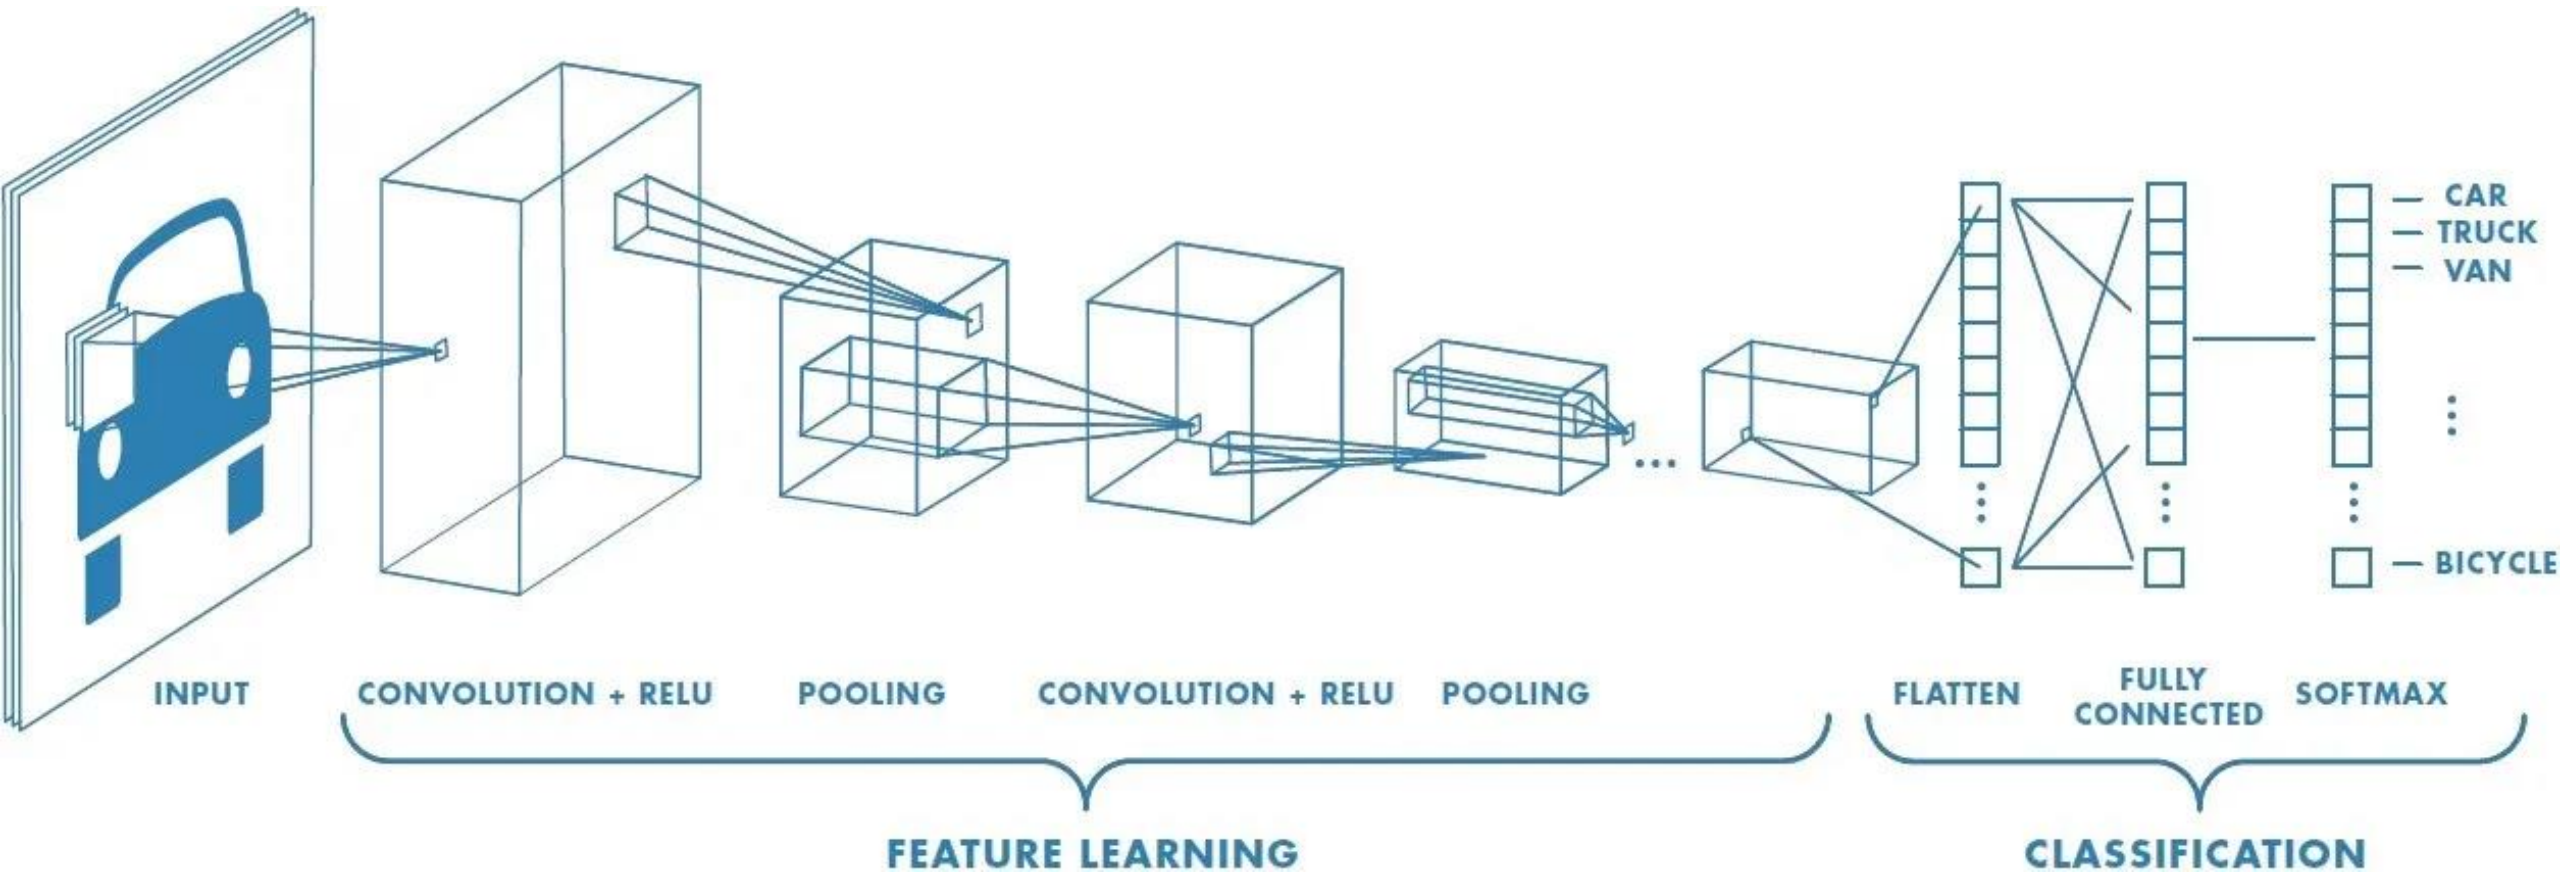 CAR
TRUCK
VAN
BICYCLE
INPUT
CONVOLUTION + RELU
POOLING
CONVOLUTION + RELU
POOLING
FLATTEN
FULLY
CONNECTED
SOFTMAX
FEATURE LEARNING
CLASSIFICATION